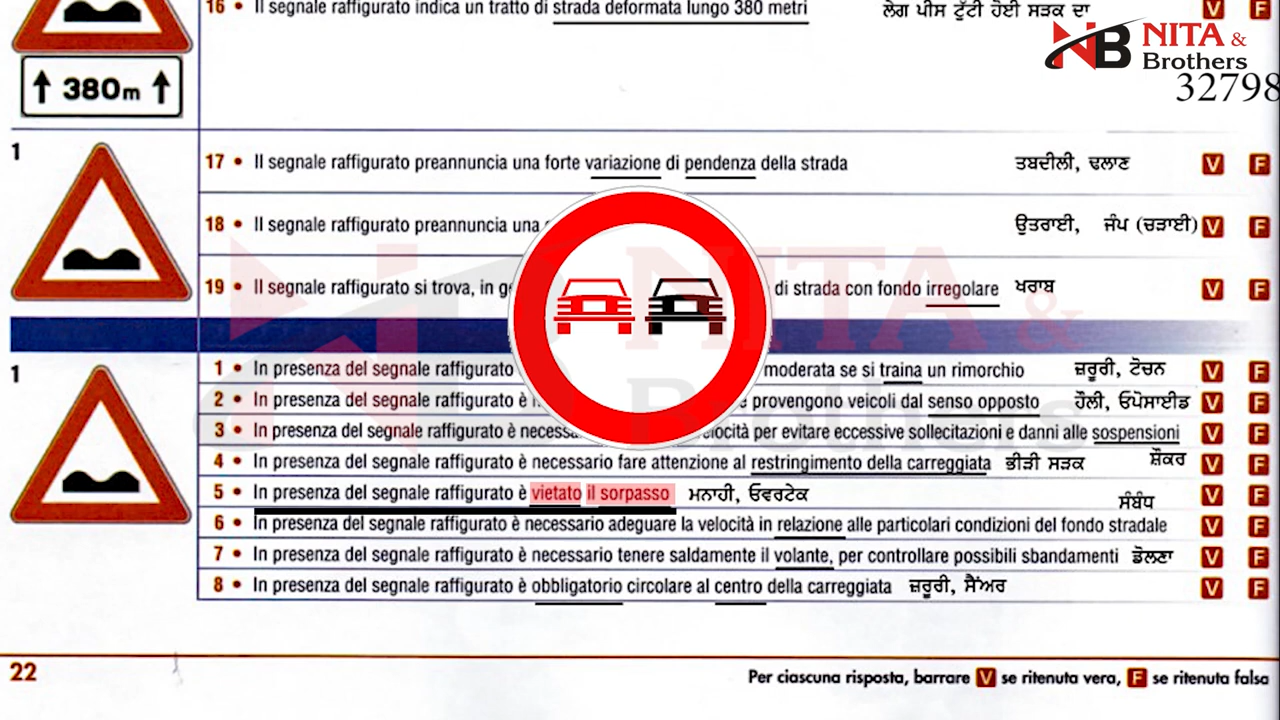 16 • Il segnale raffigurato indica un tratto di strada deformata lungo 380 metri ਲੇਗ ਪੀਸ ਟੁੱਟੀ ਹੋਈ ਸੜਕ ਦਾ V F
NB NITA &
Brothers
380m
32798
1
17 • Il segnale raffigurato preannuncia una forte variazione di pendenza della strada ਤਬਦੀਲੀ, ਢਲਾਣ V F
18 • Il segnale raffigurato preannuncia una ਉਤਰਾਈ, ਜੰਪ (ਚੜਾਈ) V F
19 • Il segnale raffigurato si trova, in di strada con fondo irregolare ਖਰਾਬ V F
NITA &
Brothers
1
1 • In presenza del segnale raffigurato moderata se si traina un rimorchio ਜ਼ਰੂਰੀ, ਟੋਚਨ V F
2 • In presenza del segnale raffigurato è provengono veicoli dal senso opposto ਹੌਲੀ, ਓਪੋਸਾਈਡ V F
3 • In presenza del segnale raffigurato è per evitare eccessive sollecitazioni e danni alle sospensioni ਸ਼ੌਕਰ V F
4 • In presenza del segnale raffigurato è necessario fare attenzione al restringimento della carreggiata ਭੀੜੀ ਸੜਕ V F
5 • In presenza del segnale raffigurato è vietato il sorpasso ਮਨਾਹੀ, ਓਵਰਟੇਕ V F
6 • In presenza del segnale raffigurato è necessario adeguare la velocità in relazione alle particolari condizioni del fondo stradale ਸੰਬੰਧ V F
7 • In presenza del segnale raffigurato è necessario tenere saldamente il volante, per controllare possibili sbandamenti ਡੋਲਣਾ V F
8 • In presenza del segnale raffigurato è obbligatorio circolare al centro della carreggiata ਜ਼ਰੂਰੀ, ਸੈਂਅਰ V F
22
Per ciascuna risposta, barrare V se ritenuta vera, F se ritenuta falsa